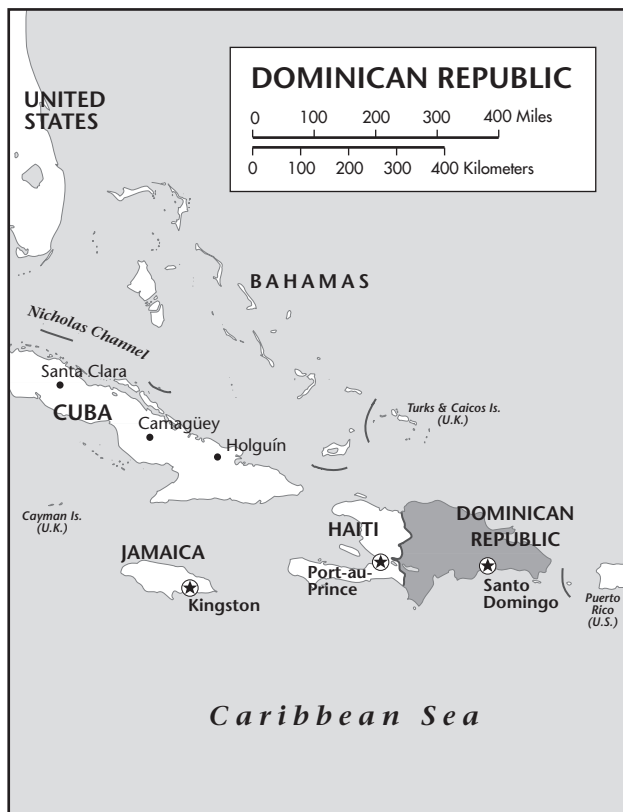 DOMINICAN REPUBLIC
0 100 200 300 400 Miles
0 100 200 300 400 Kilometers
UNITED
STATES
BAHAMAS
Nicholas Channel
Santa Clara
CUBA
Camagüey
Holguín
Turks & Caicos Is.
(U.K.)
Cayman Is.
(U.K.)
JAMAICA
Kingston
HAITI
Port-au-
Prince
DOMINICAN
REPUBLIC
Santo
Domingo
Puerto
Rico
(U.S.)
Caribbean Sea